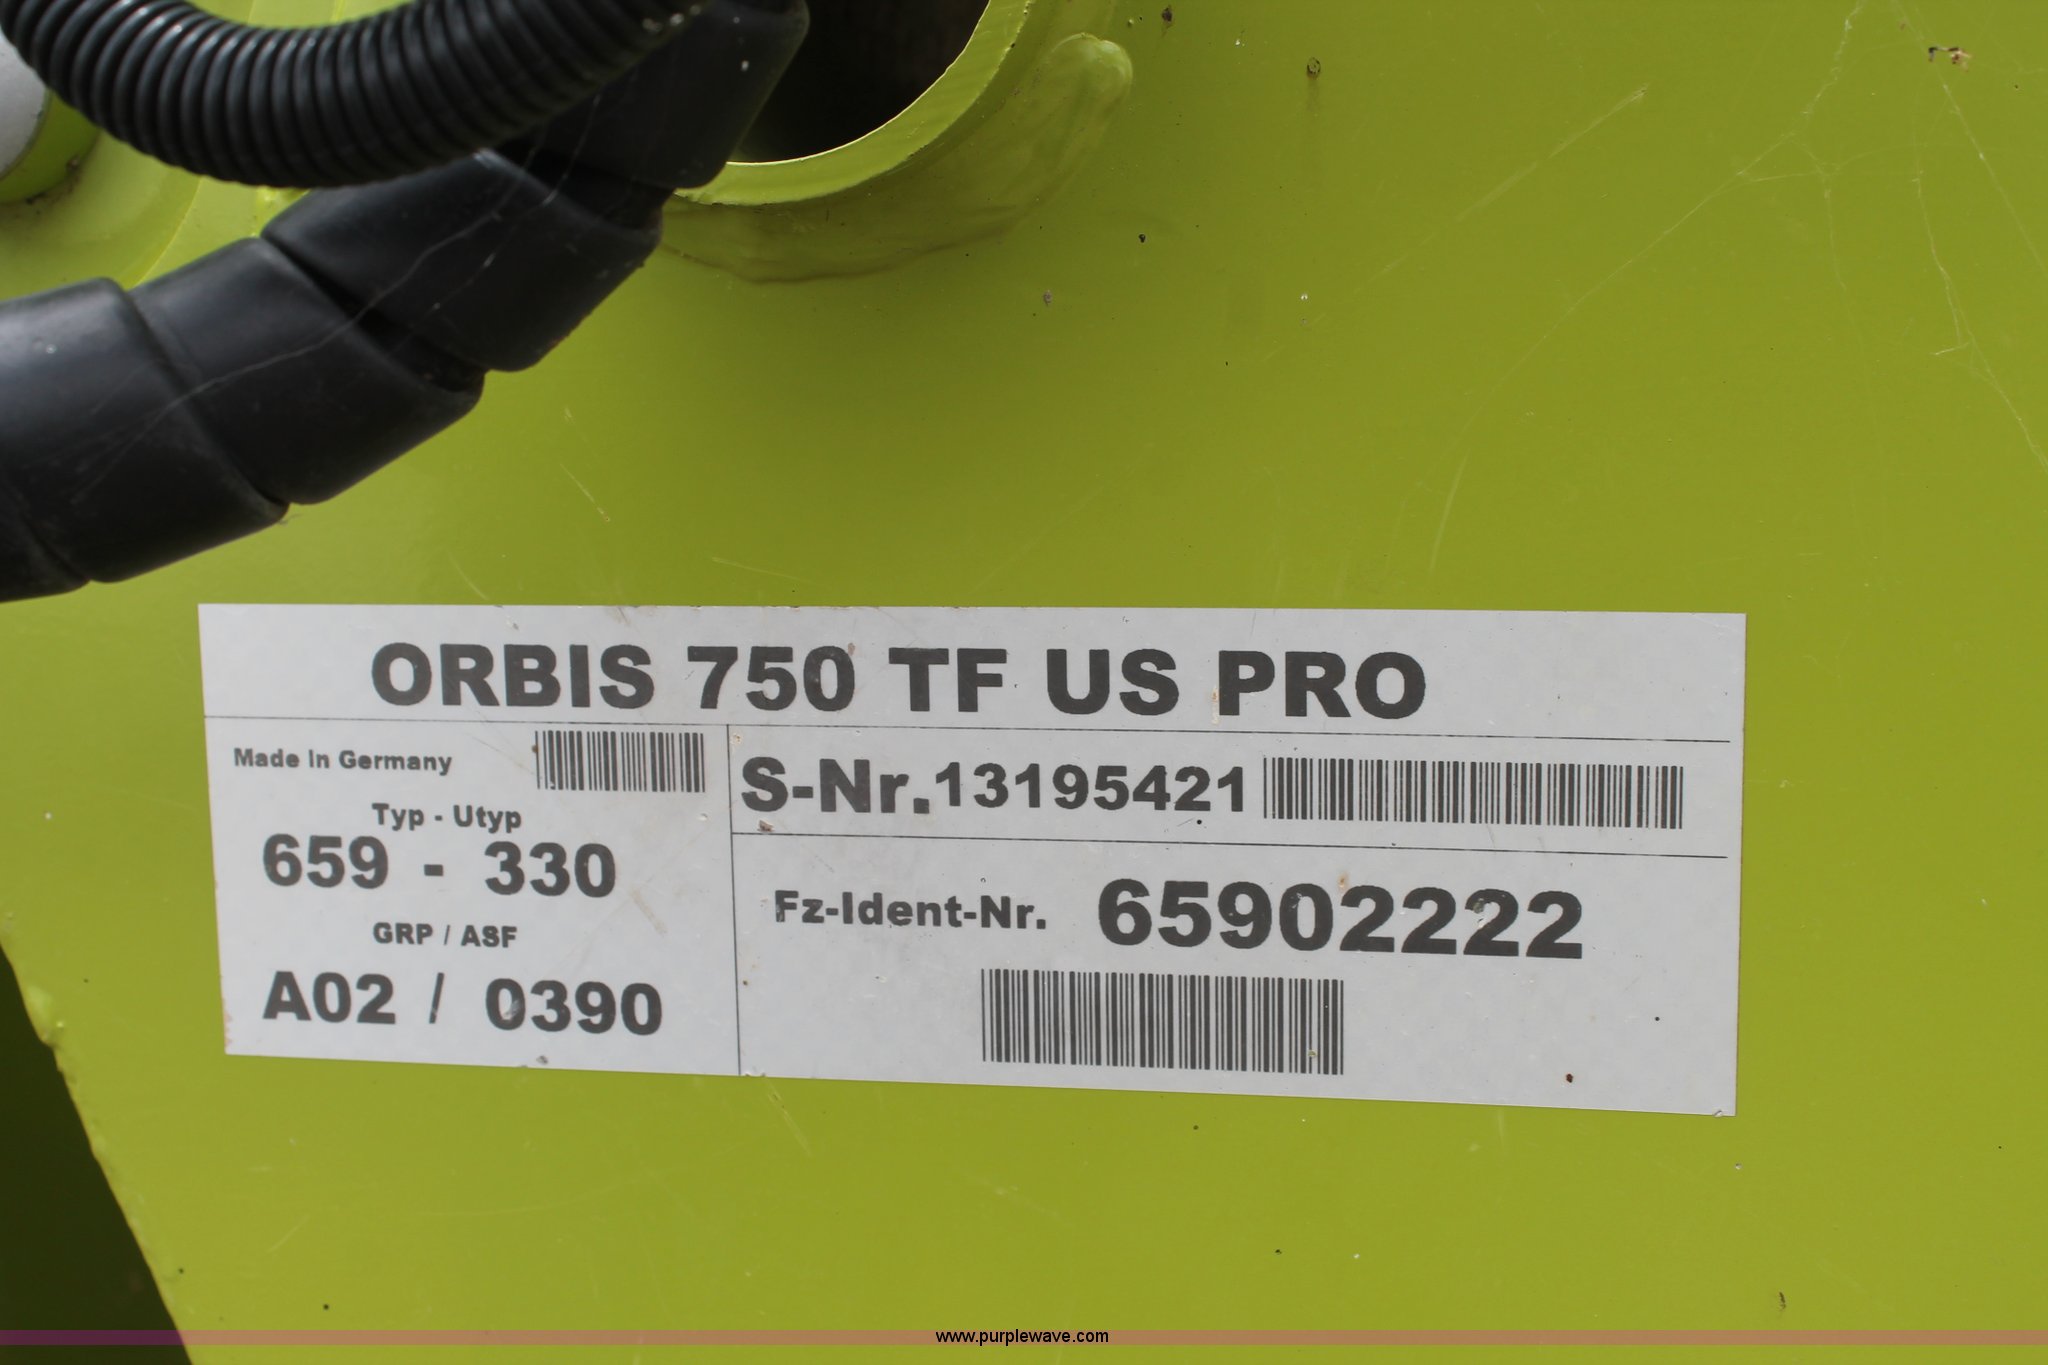 ORBIS 750 TF US PRO
Made In Germany
Typ - Utyp
659 - 330
GRP / ASF
A02 / 0390
S-Nr.13195421
Fz-Ident-Nr. 65902222
www.purplewave.com